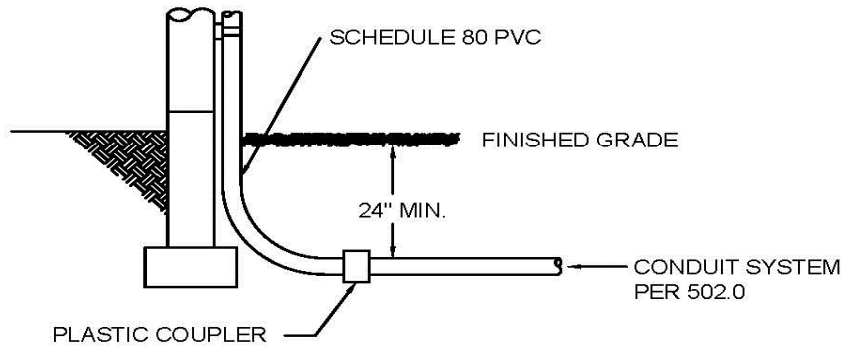 SCHEDULE 80 PVC
FINISHED GRADE
24" MIN.
CONDUIT SYSTEM
PER 502.0
PLASTIC COUPLER